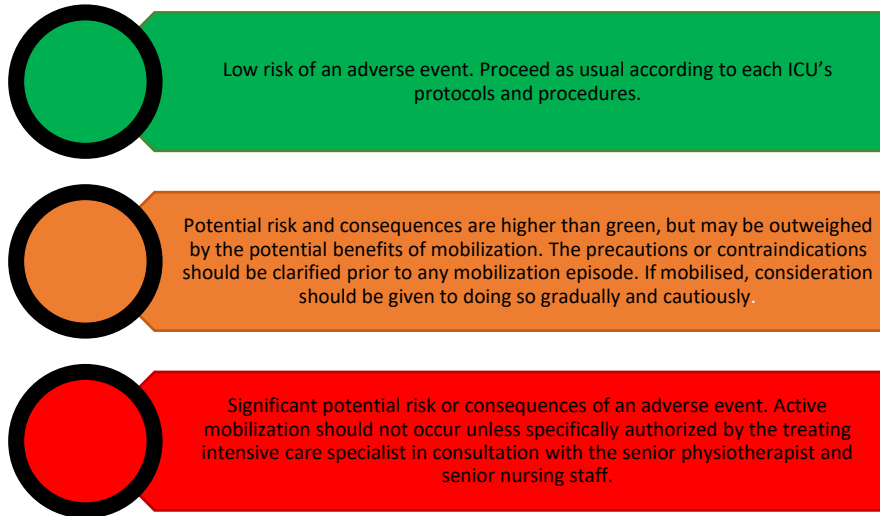 Low risk of an adverse event. Proceed as usual according to each ICU’s
protocols and procedures.
Potential risk and consequences are higher than green, but may be outweighed
by the potential benefits of mobilization. The precautions or contraindications
should be clarified prior to any mobilization episode. If mobilised, consideration
should be given to doing so gradually and cautiously.
Significant potential risk or consequences of an adverse event. Active
mobilization should not occur unless specifically authorized by the treating
intensive care specialist in consultation with the senior physiotherapist and
senior nursing staff.